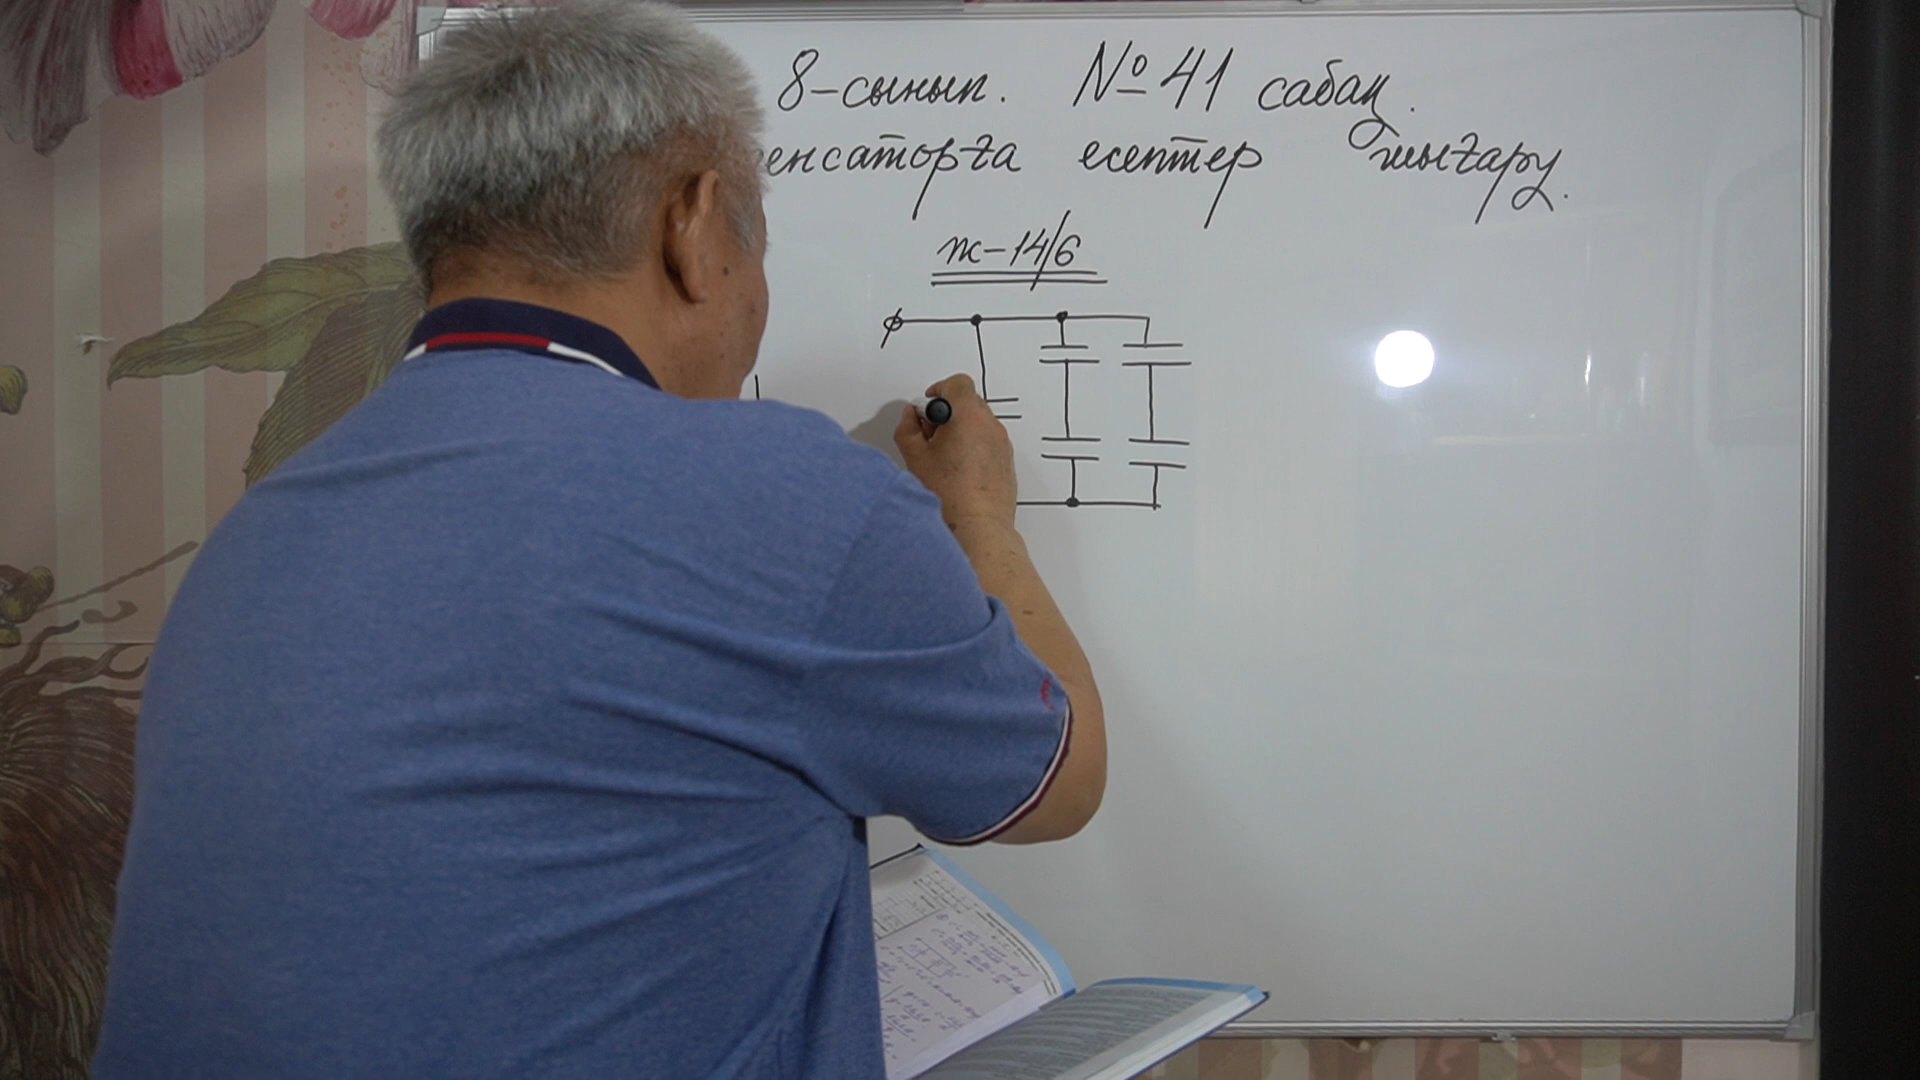 8-сынып. № 41 сабақ.
енсаторға есептер шығару.
ж-14/6